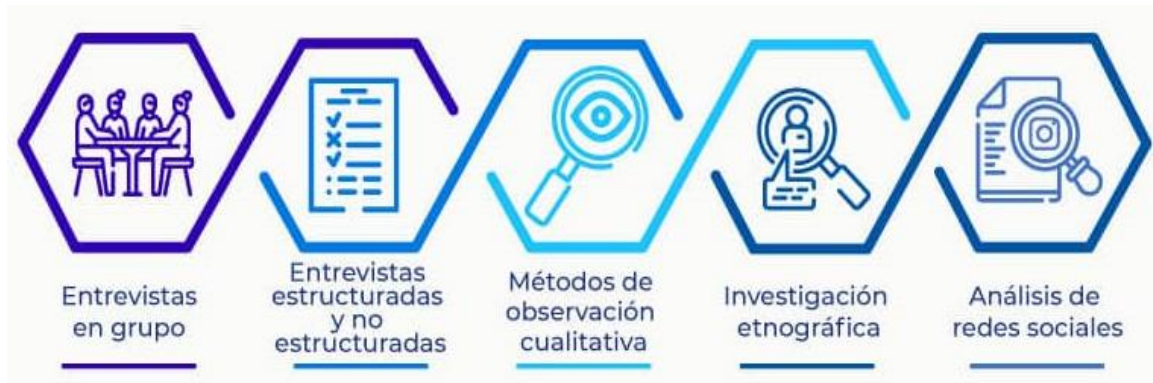 Entrevistas
en grupo
Entrevistas
estructuradas
y no
estructuradas
Métodos de
observación
cualitativa
Investigación
etnográfica
Análisis de
redes sociales